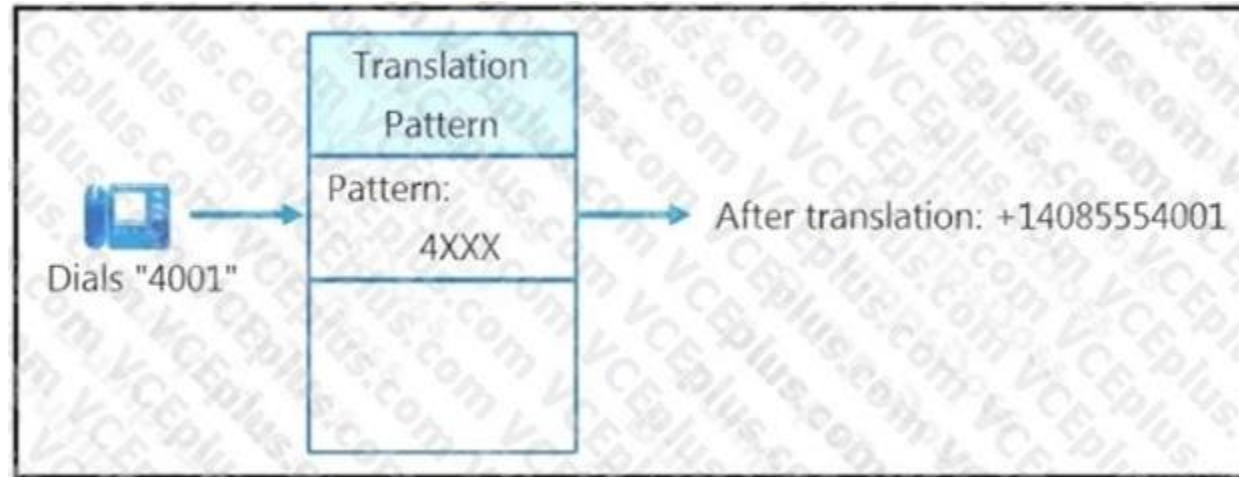 Translation
Pattern
Pattern:
4XXX
Dials "4001"
After translation: +14085554001